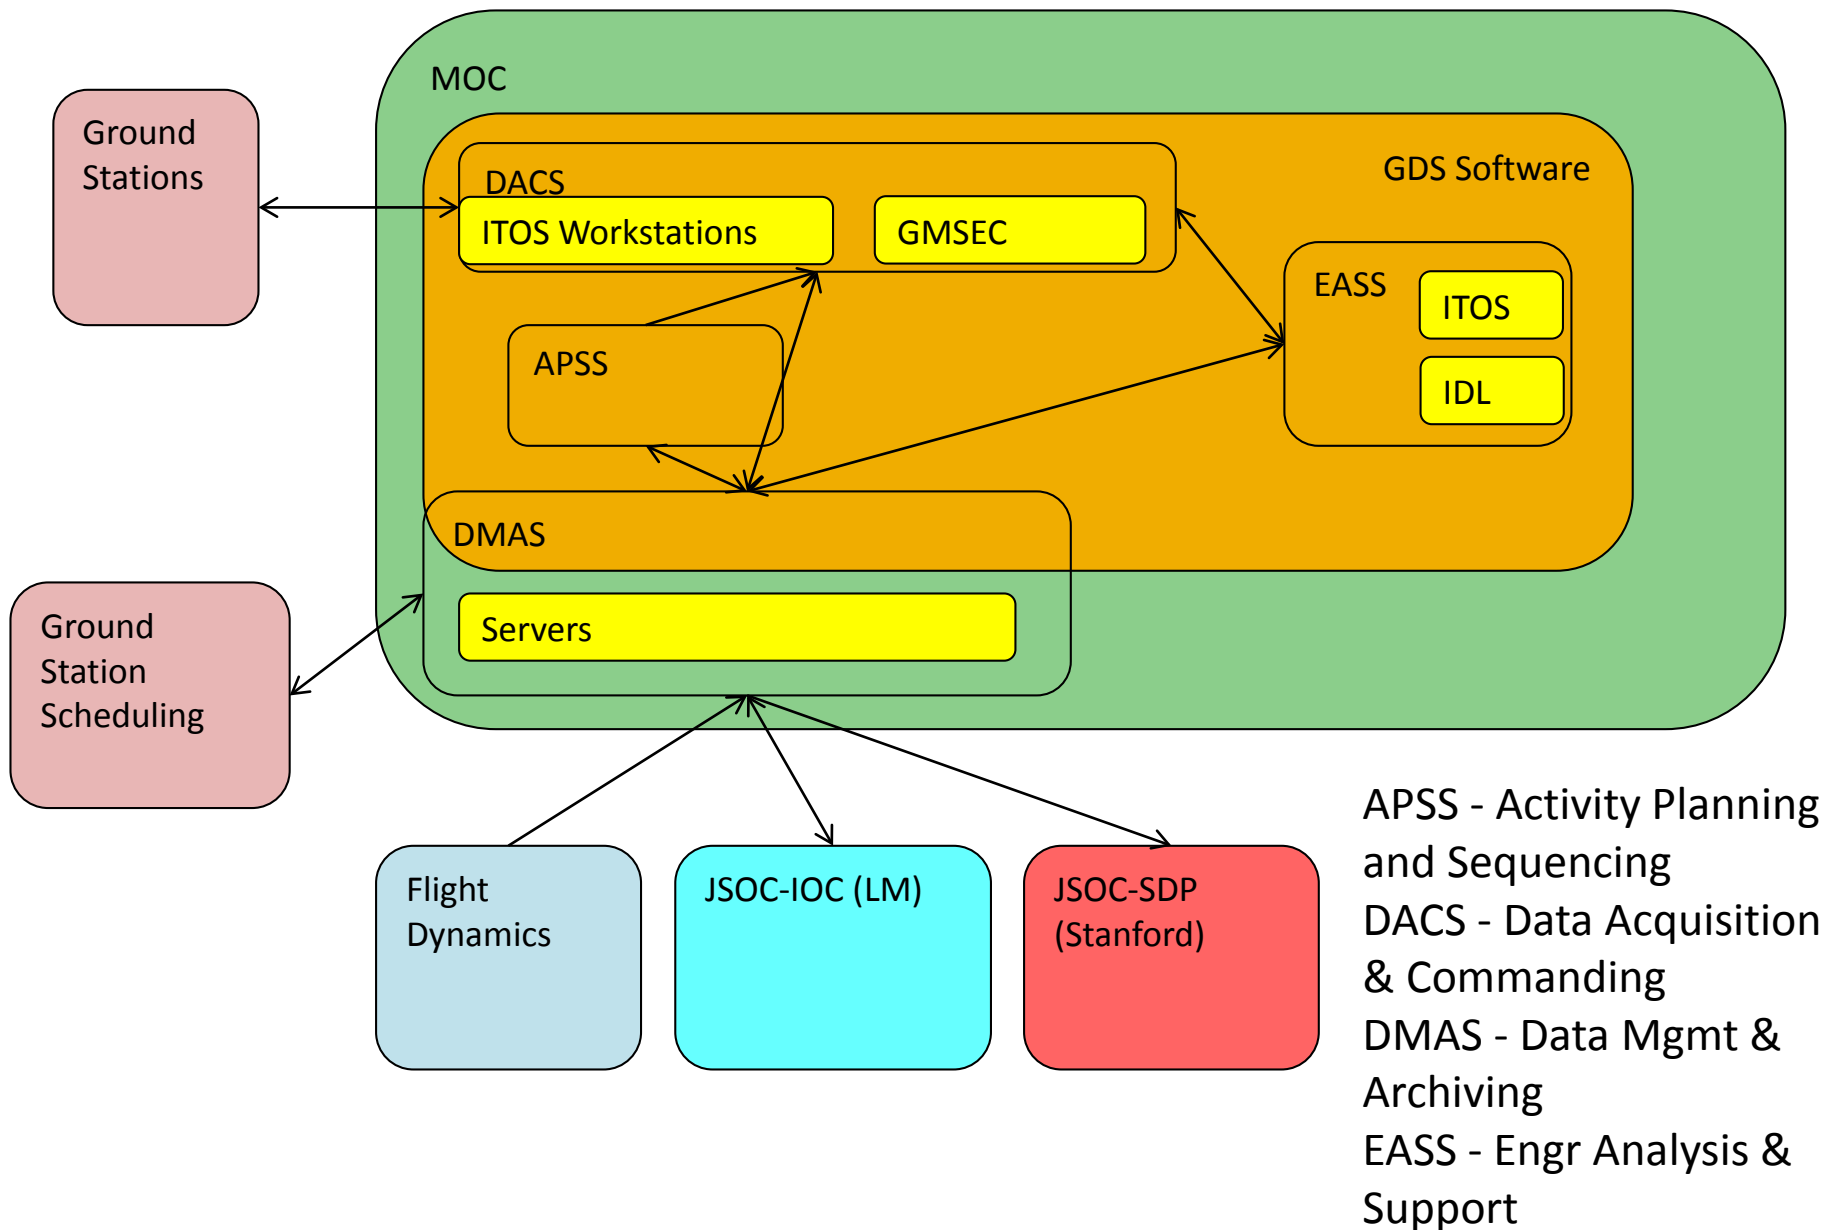 MOC
Ground
Stations
GDS Software
DACS
ITOS Workstations
GMSEC
EASS
ITOS
IDL
APSS
DMAS
Servers
Ground
Station
Scheduling
Flight
Dynamics
JSOC-IOC (LM)
JSOC-SDP
(Stanford)
APSS - Activity Planning
and Sequencing
DACS - Data Acquisition
& Commanding
DMAS - Data Mgmt &
Archiving
EASS - Engr Analysis &
Support